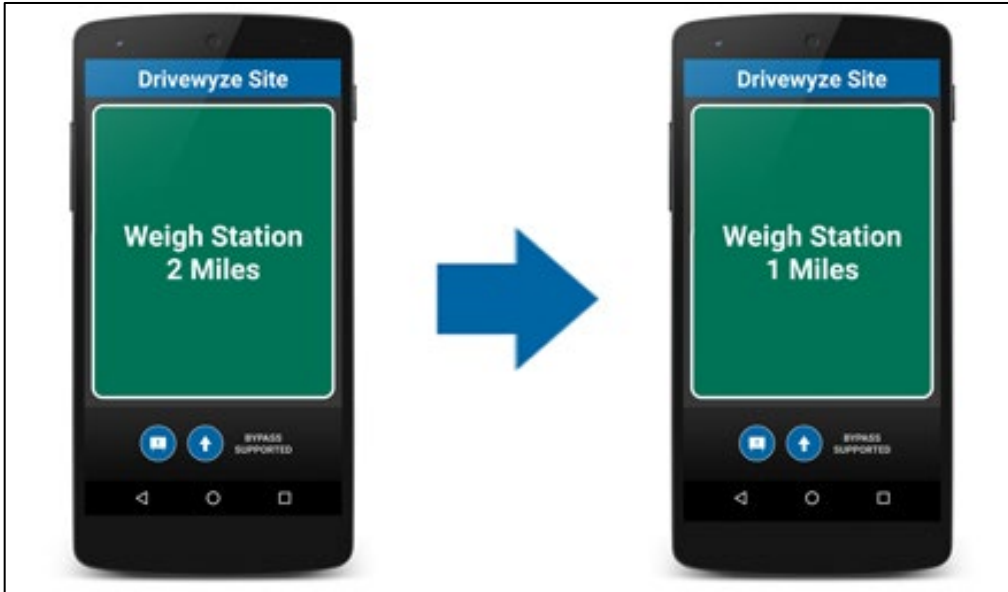 Drivewyze Site
Weigh Station
2 Miles
BYPASS
SUPPORTED
Drivewyze Site
Weigh Station
1 Miles
BYPASS
SUPPORTED